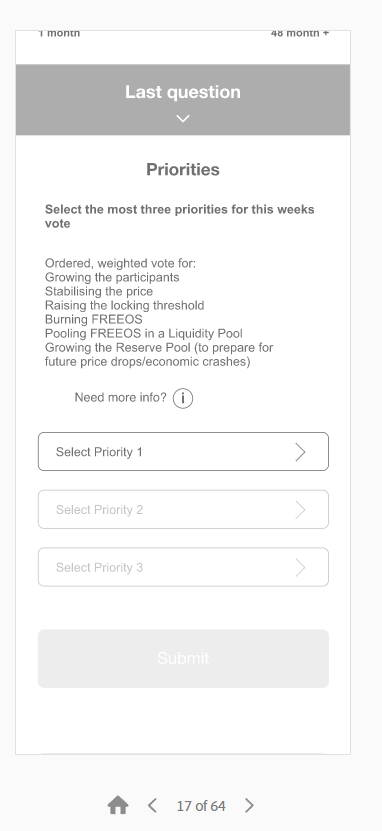 1 month 48 month +
Last question
Priorities
Select the most three priorities for this weeks
vote
Ordered, weighted vote for:
Growing the participants
Stabilising the price
Raising the locking threshold
Burning FREEOS
Pooling FREEOS in a Liquidity Pool
Growing the Reserve Pool (to prepare for
future price drops/economic crashes)
Need more info? i
Select Priority 1
Select Priority 2
Select Priority 3
Submit
17 of 64